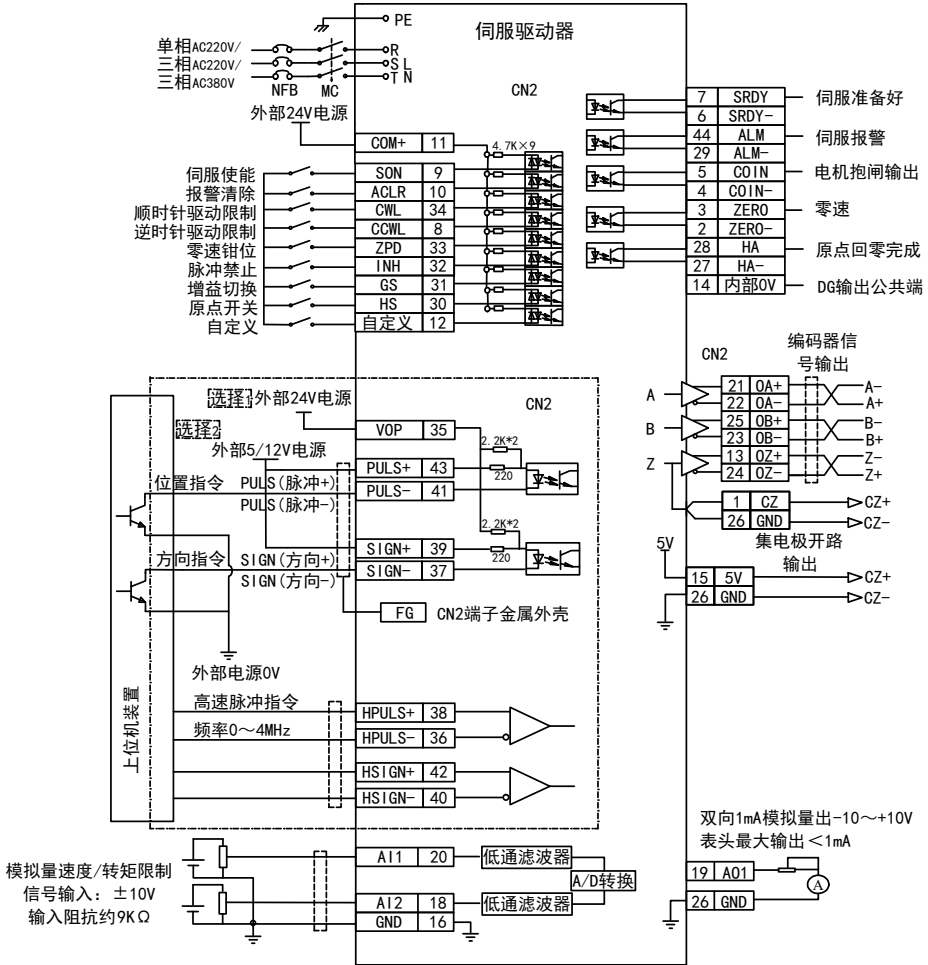 PE
伺服驱动器
单相AC220V/
三相AC220V/
三相AC380V
R
S L
T N
NFB MC
CN2
外部24V电源
COM+ 11
4.7K×9
伺服使能 SON 9
报警清除 ACLR 10
顺时针驱动限制 CWL 34
逆时针驱动限制 CCWL 8
零速钳位 ZPD 33
脉冲禁止 INH 32
增益切换 GS 31
原点开关 HS 30
自定义 自定义 12
7 SRDY 伺服准备好
6 SRDY-
44 ALM 伺服报警
29 ALM-
5 COIN 电机抱闸输出
4 COIN-
3 ZERO 零速
2 ZERO-
28 HA 原点回零完成
27 HA-
14 内部0V DG输出公共端
选择1 外部24V电源
CN2
选择2
VOP 35
外部5/12V电源
2.2K*2
PULS+ 43
220
位置指令 PULS(脉冲+)
PULS- 41
PULS(脉冲-)
2.2K*2
SIGN+ 39
220
方向指令 SIGN(方向+)
SIGN- 37
SIGN(方向-)
FG CN2端子金属外壳
外部电源0V
上位机装置
高速脉冲指令
HPULS+ 38
频率0～4MHz
HPULS- 36
HSIGN+ 42
HSIGN- 40
CN2
编码器信
号输出
A 21 OA+ A-
22 OA- A+
B 25 OB+ B-
23 OB- B+
Z 13 OZ+ Z-
24 OZ- Z+
1 CZ CZ+
26 GND CZ-
集电极开路
输出
5V
15 5V CZ+
26 GND CZ-
模拟量速度/转矩限制
信号输入：±10V
输入阻抗约9KΩ
AI1 20 低通滤波器
A/D转换
AI2 18 低通滤波器
GND 16
双向1mA模拟量出-10～+10V
表头最大输出＜1mA
19 AO1
A
26 GND